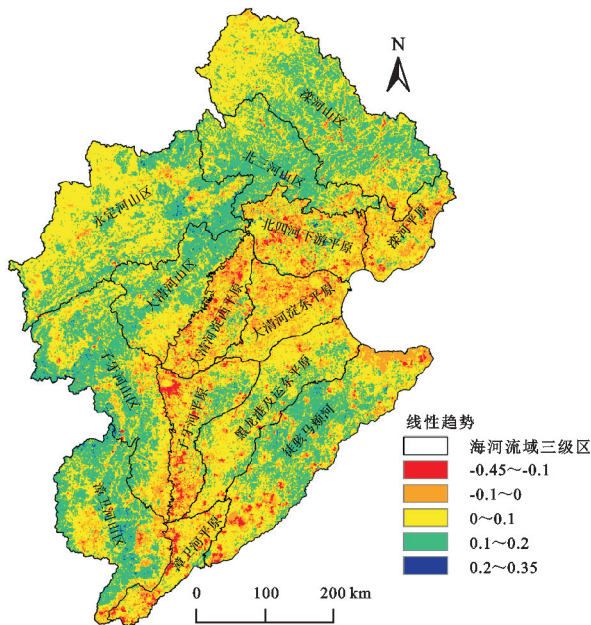 N
滦河山区
北三河山区
永定河山区
北四河下游平原
滦河平原
大清河山区
大清河淀西平原
大清河淀东平原
子牙河山区
子牙河平原
黑龙港及运东平原
徒骇马颊河
漳卫河山区
漳卫河平原
线性趋势
海河流域三级区
-0.45～-0.1
-0.1～0
0～0.1
0.1～0.2
0.2～0.35
0 100 200 km